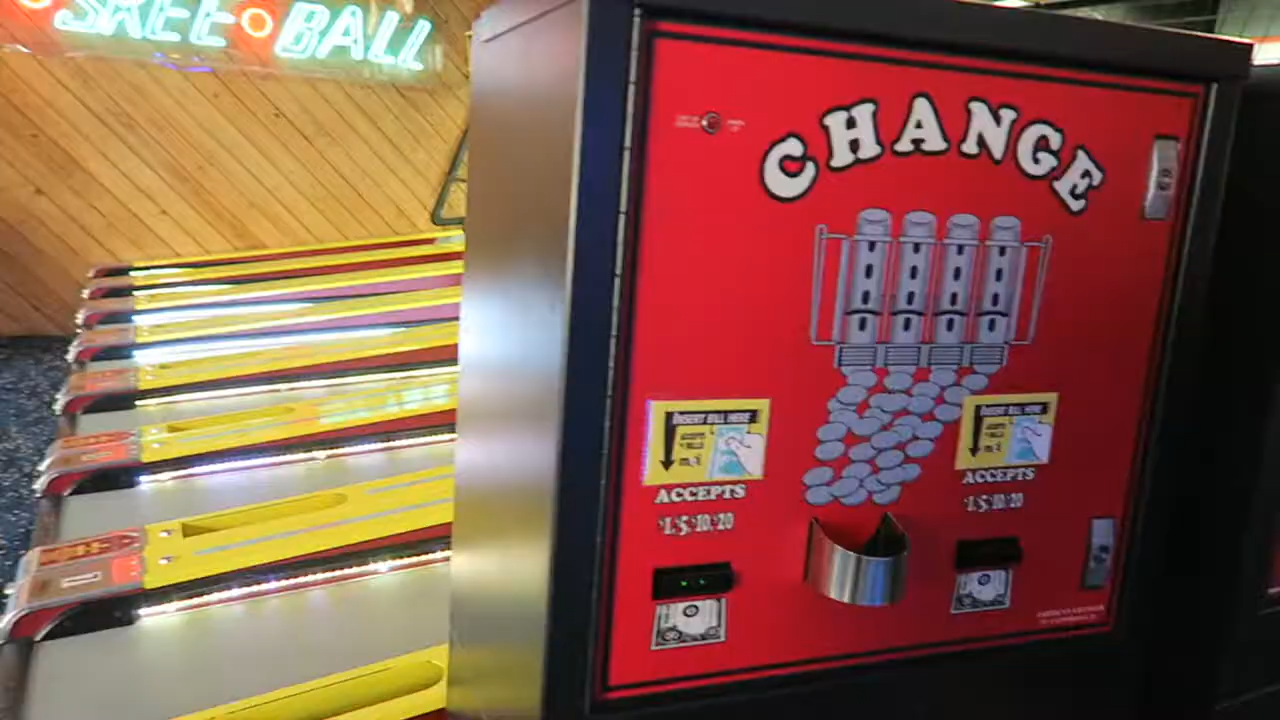 SKEE BALL
CHANGE
INSERT BILL HERE
ACCEPTS
$1, $5, $10, $20
INSERT BILL HERE
ACCEPTS
$1, $5, $10, $20